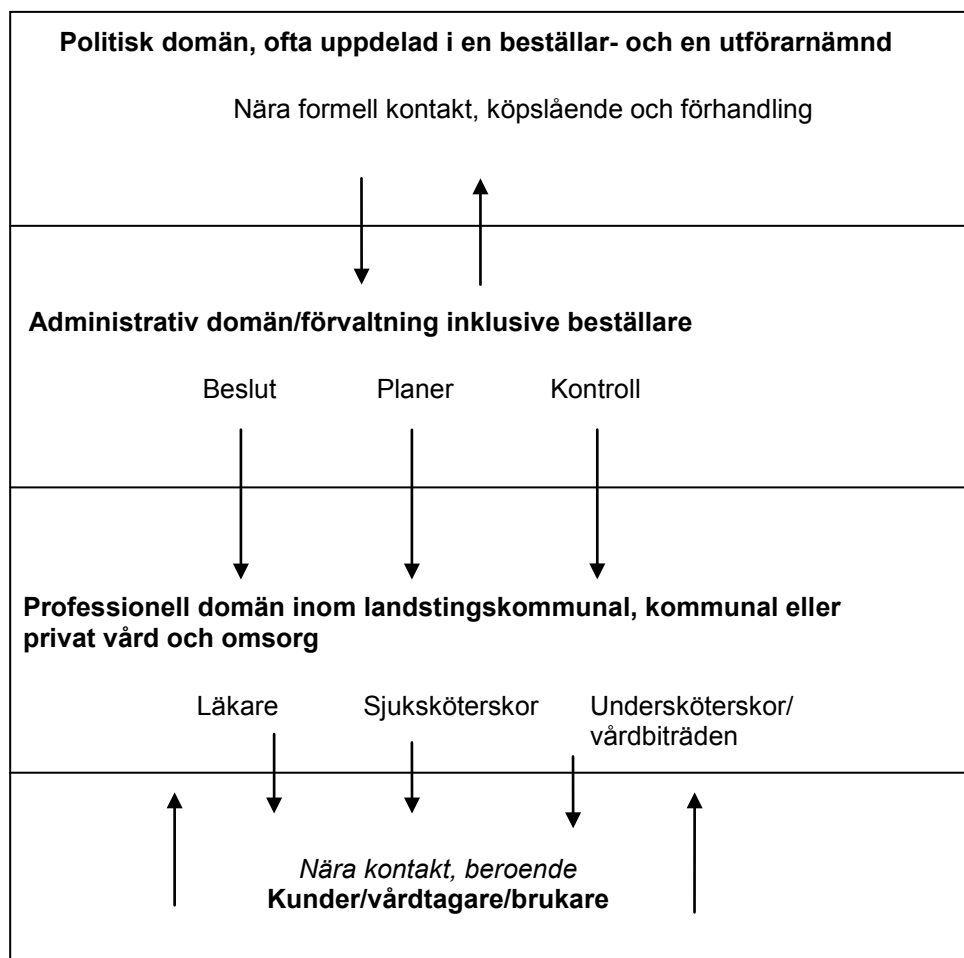 Politisk domän, ofta uppdelad i en beställar- och en utförarnämnd
Nära formell kontakt, köpslående och förhandling
Administrativ domän/förvaltning inklusive beställare
Beslut Planer Kontroll
Professionell domän inom landstingskommunal, kommunal eller
privat vård och omsorg
Läkare Sjuksköterskor Undersköterskor/
vårdbiträden
Nära kontakt, beroende
Kunder/vårdtagare/brukare